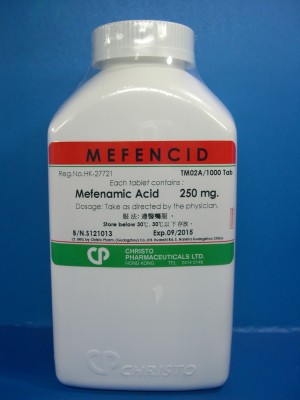 MEFENCID
Reg.No.HK-27721 TM02A/1000 Tab
Each tablet contains:
Mefenamic Acid 250 mg.
Dosage: Take as directed by the physician.
服法:遵醫囑服。
Store below 30℃. 30℃以下存放。
B/N.S121013 Exp.09/2015
CP
CHRISTO
PHARMACEUTICALS LTD.
HONG KONG TEL.
CP CHRISTO